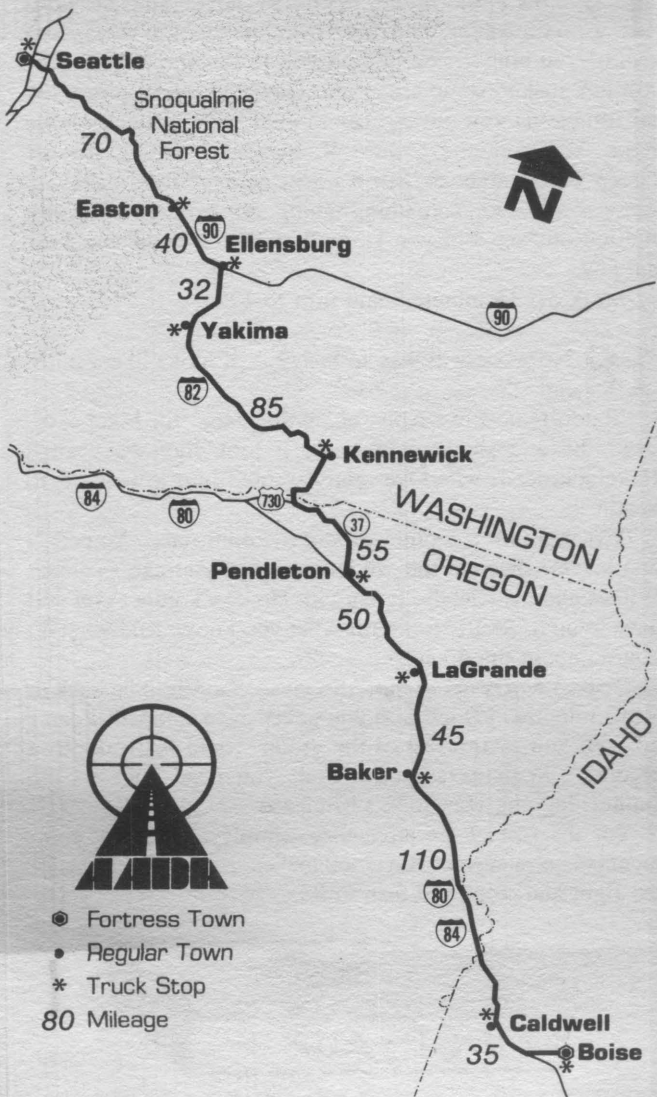 Seattle
Snoqualmie
National
Forest
70
N
Easton
90
40
Ellensburg
32
90
Yakima
82
85
Kennewick
84
80
730
37
WASHINGTON
55
OREGON
Pendleton
50
LaGrande
45
IDAHO
Baker
110
80
AADA
84
Fortress Town
Regular Town
Truck Stop
80 Mileage
Caldwell
35
Boise